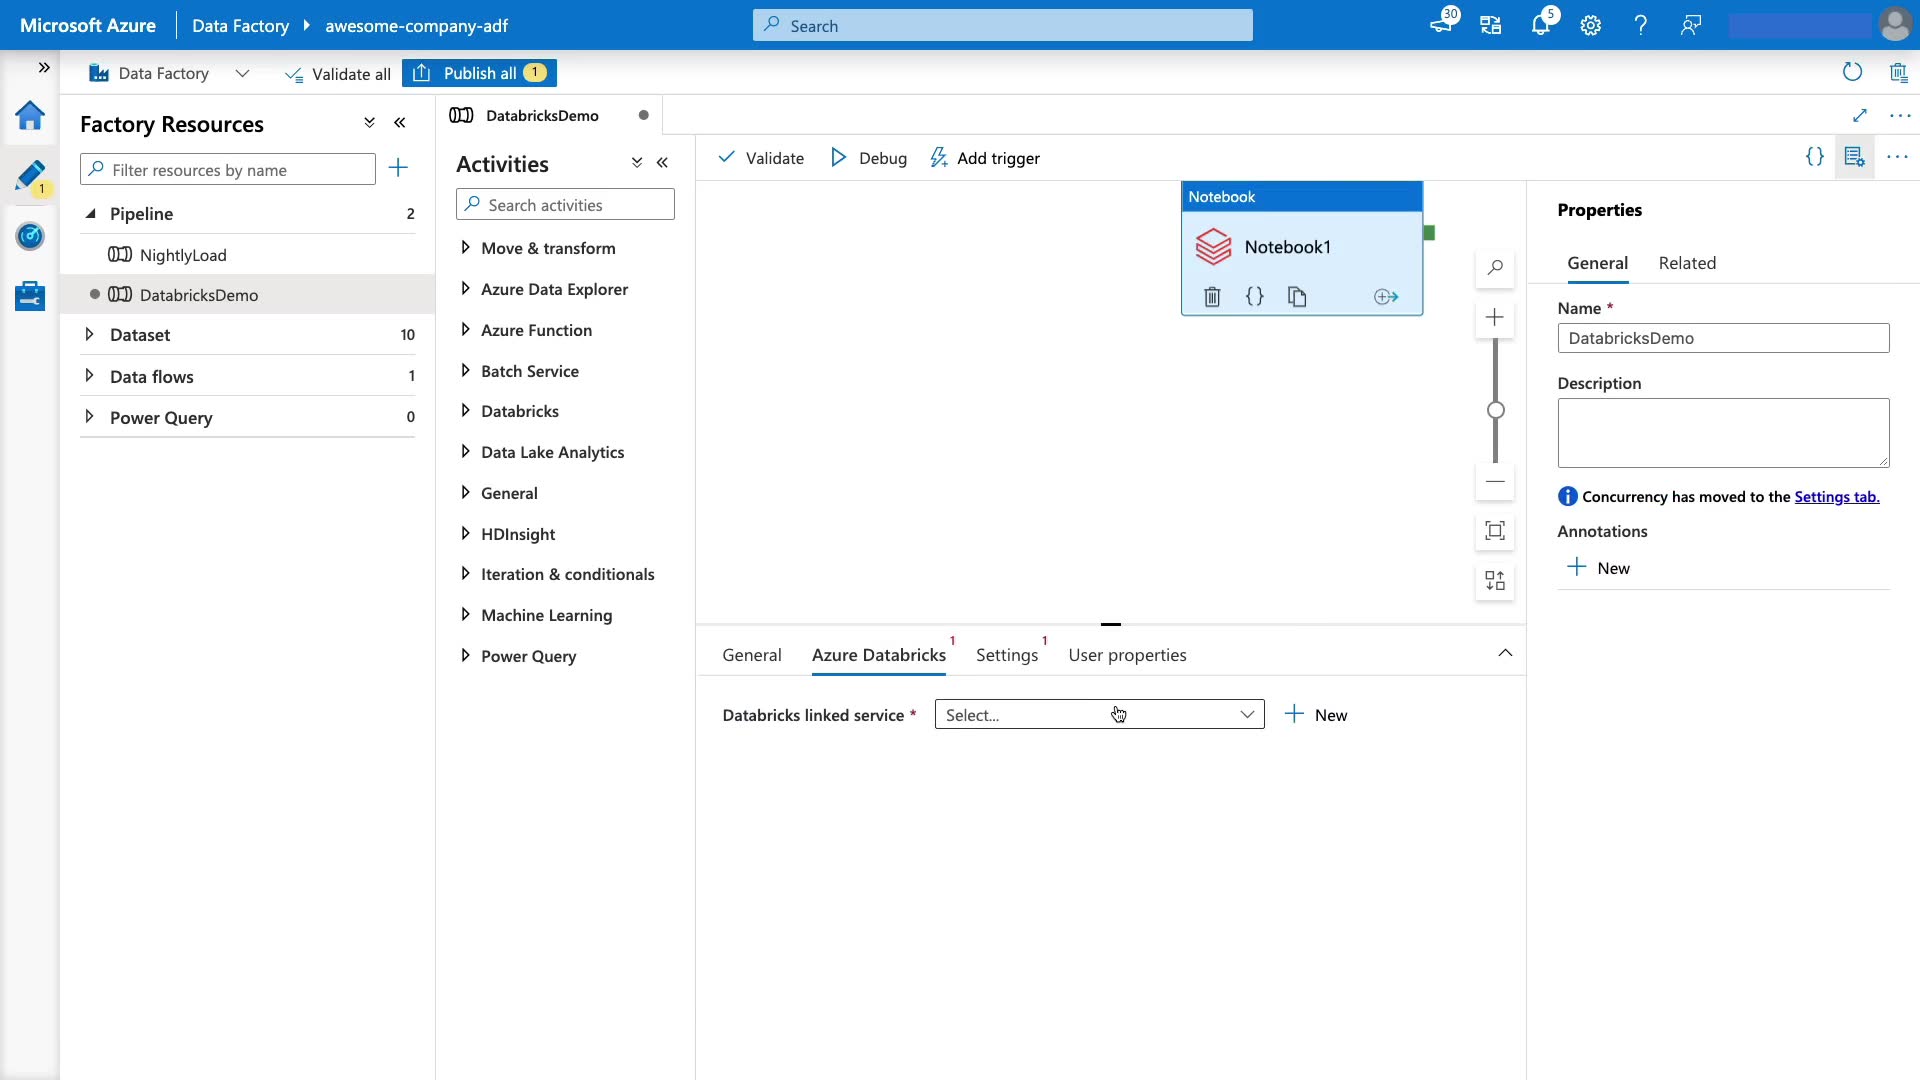 Microsoft Azure
Data Factory
awesome-company-adf
Search
30
5
Data Factory
Validate all
Publish all
1
Factory Resources
Filter resources by name
1
Pipeline
2
NightlyLoad
DatabricksDemo
Dataset
10
Data flows
1
Power Query
0
DatabricksDemo
Activities
Search activities
Move & transform
Azure Data Explorer
Azure Function
Batch Service
Databricks
Data Lake Analytics
General
HDInsight
Iteration & conditionals
Machine Learning
Power Query
Validate
Debug
Add trigger
{}
Notebook
Notebook1
{}
General
Azure Databricks
1
Settings
1
User properties
Databricks linked service *
Select...
New
Properties
General
Related
Name *
DatabricksDemo
Description
Concurrency has moved to the Settings tab.
Annotations
New